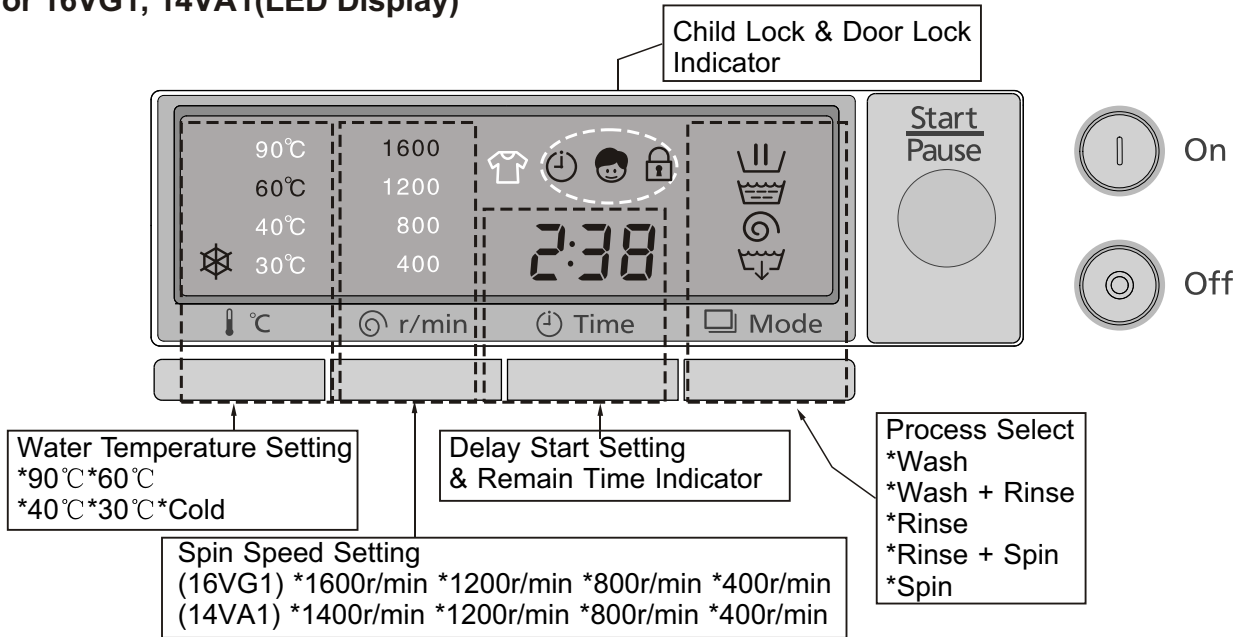 or 16VG1, 14VA1(LED Display)
Child Lock & Door Lock
Indicator
90℃ 1600
60℃ 1200
40℃ 800
30℃ 400
2:38
℃ r/min Time Mode
Start
Pause
On
Off
Water Temperature Setting
*90℃*60℃
*40℃*30℃*Cold
Delay Start Setting
& Remain Time Indicator
Process Select
*Wash
*Wash + Rinse
*Rinse
*Rinse + Spin
*Spin
Spin Speed Setting
(16VG1) *1600r/min *1200r/min *800r/min *400r/min
(14VA1) *1400r/min *1200r/min *800r/min *400r/min